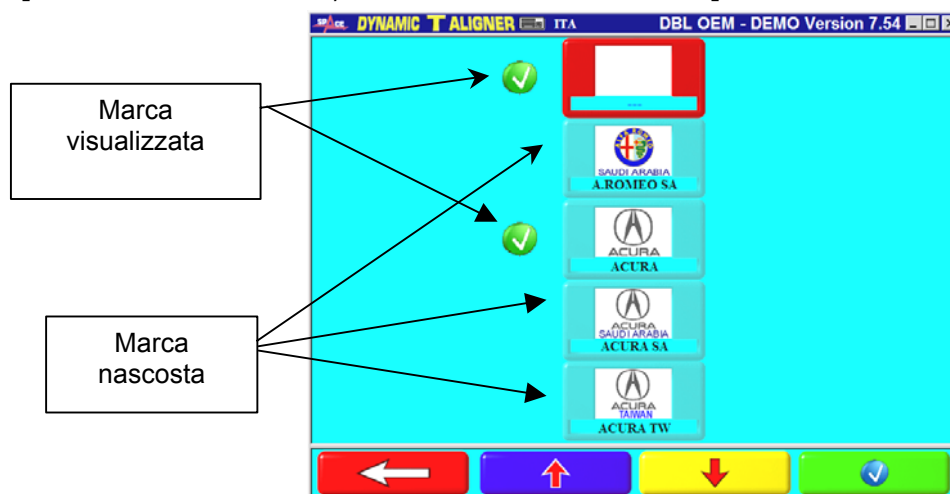 space DYNAMIC T ALIGNER ITA DBL OEM - DEMO Version 7.54
Marca
visualizzata
---
SAUDI ARABIA
A.ROMEO SA
ACURA
ACURA
Marca
nascosta
ACURA
SAUDI ARABIA
ACURA SA
ACURA
TAIWAN
ACURA TW